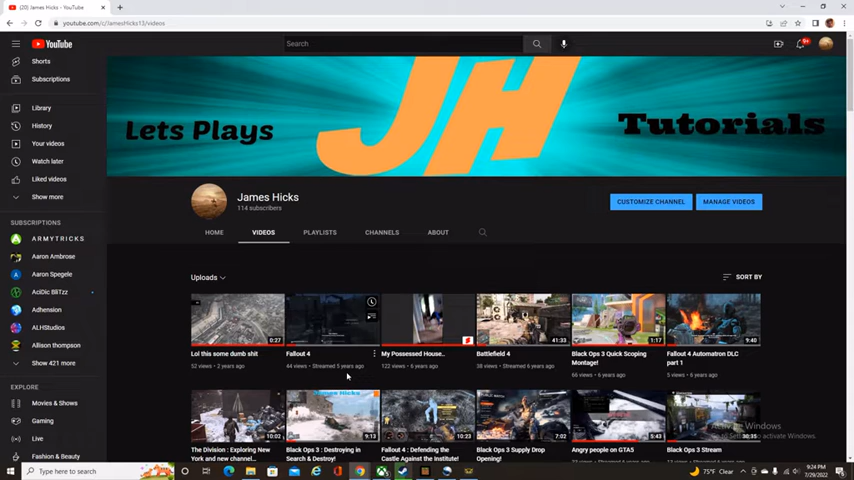 (20) James Hicks - YouTube
youtube.com/c/JamesHicks13/videos
YouTube
Search
9+
Shorts
Subscriptions
Library
History
Your videos
Watch later
Liked videos
Show more
SUBSCRIPTIONS
A R M Y T R I C K S
Aaron Ambrose
Aaron Spegele
AciDic BliTzz
Adhension
ALHStudios
Allison thompson
Show 421 more
EXPLORE
Movies & Shows
Gaming
Live
Fashion & Beauty
Lets Plays
JH
Tutorials
James Hicks
114 subscribers
CUSTOMIZE CHANNEL
MANAGE VIDEOS
HOME
VIDEOS
PLAYLISTS
CHANNELS
ABOUT
Uploads
SORT BY
0:27
41:33
1:17
9:40
Lol this some dumb shit
52 views • 2 years ago
Fallout 4
44 views • Streamed 5 years ago
My Possessed House..
122 views • 6 years ago
Battlefield 4
38 views • Streamed 6 years ago
Black Ops 3 Quick Scoping
Montage!
66 views • 6 years ago
Fallout 4 Automatron DLC
part 1
5 views • 6 years ago
James Hicks
10:02
9:13
10:23
7:02
5:43
30:35
The Division : Exploring New
York and new channel...
Black Ops 3 : Destroying in
Search & Destroy!
Fallout 4 : Defending the
Castle Against the Institute!
Black Ops 3 Supply Drop
Opening!
Angry people on GTA5
Black Ops 3 Stream
Activate Windows
Go to Settings to activate Windows.
Type here to search
75°F Clear
9:24 PM
7/29/2022